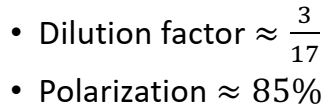 • Dilution factor ≈ 3/17
• Polarization ≈ 85%